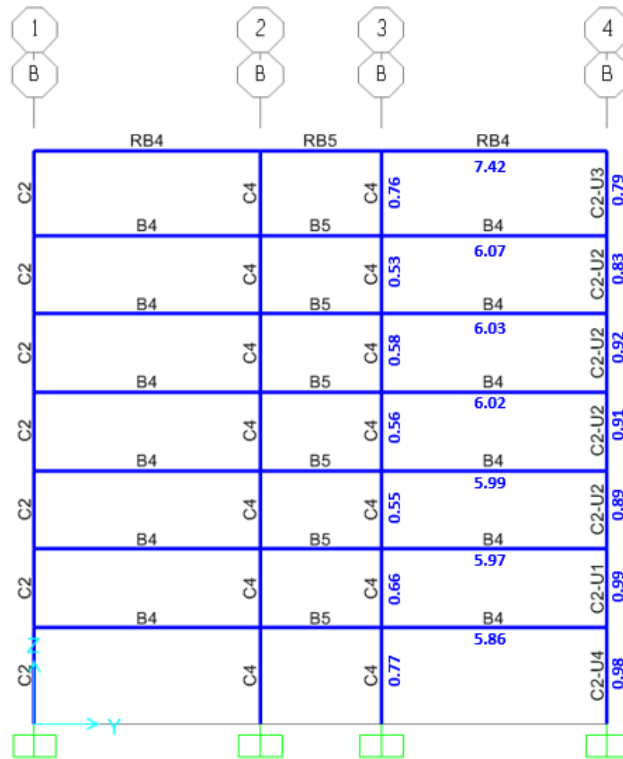 1 2 3 4
B B B B
RB4 RB5 RB4
7.42
C2 C4 C4 0.76 C2-U3 0.79
B4 B5 B4
6.07
C2 C4 C4 0.53 C2-U2 0.83
B4 B5 B4
6.03
C2 C4 C4 0.58 C2-U2 0.92
B4 B5 B4
6.02
C2 C4 C4 0.56 C2-U2 0.91
B4 B5 B4
5.99
C2 C4 C4 0.55 C2-U2 0.89
B4 B5 B4
5.97
C2 C4 C4 0.66 C2-U1 0.99
B4 B5 B4
5.86
Z
C2 C4 C4 0.77 C2-U4 0.98
Y